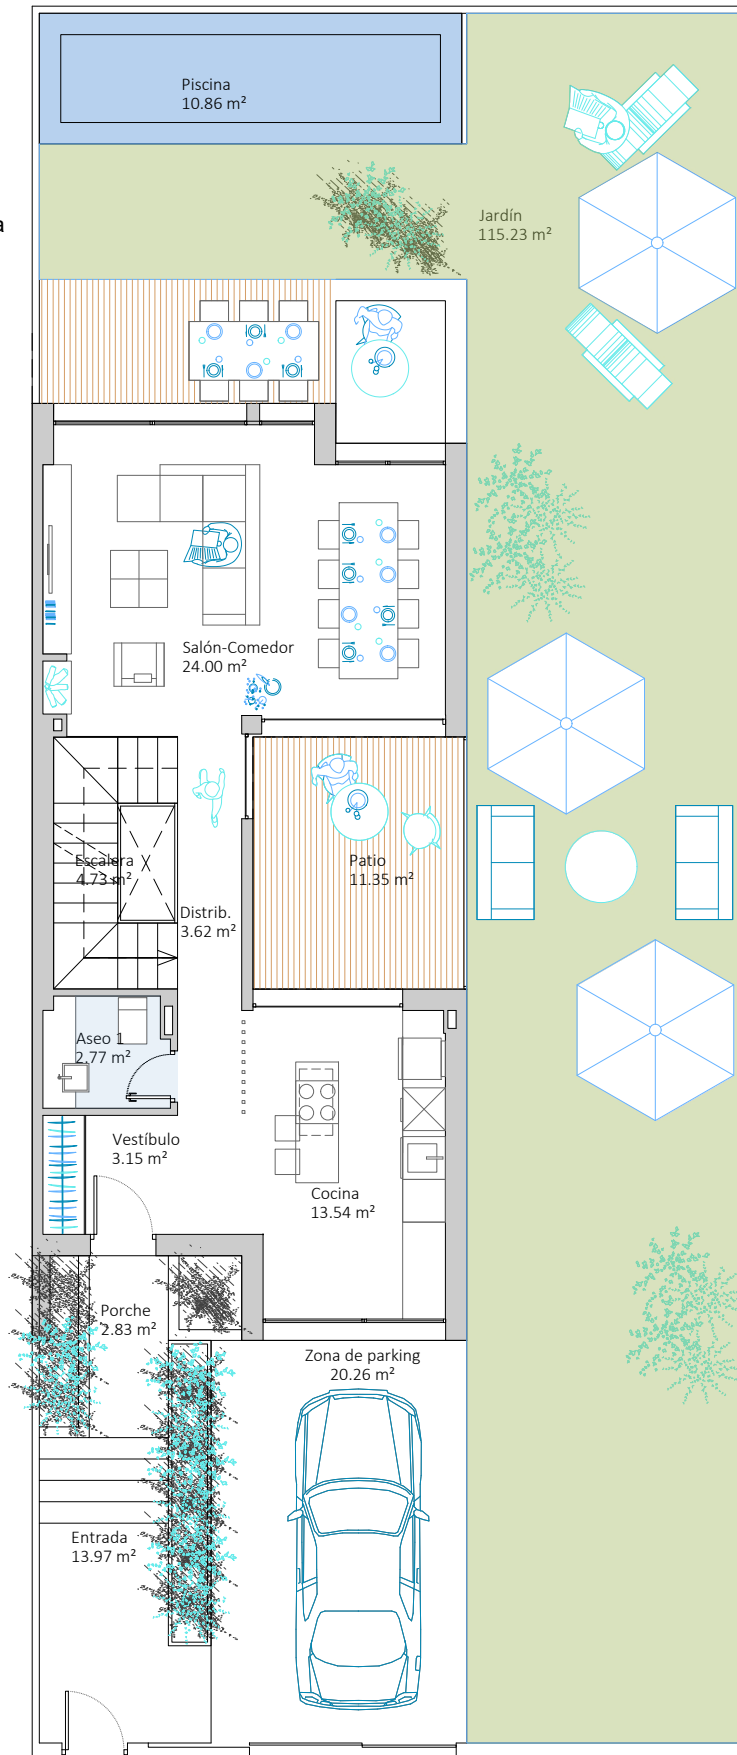 Piscina
10.86 m²
a
Jardín
115.23 m²
Salón-Comedor
24.00 m²
Escalera
4.73 m²
Patio
11.35 m²
Distrib.
3.62 m²
Aseo 1
2.77 m²
Vestíbulo
3.15 m²
Cocina
13.54 m²
Porche
2.83 m²
Zona de parking
20.26 m²
Entrada
13.97 m²